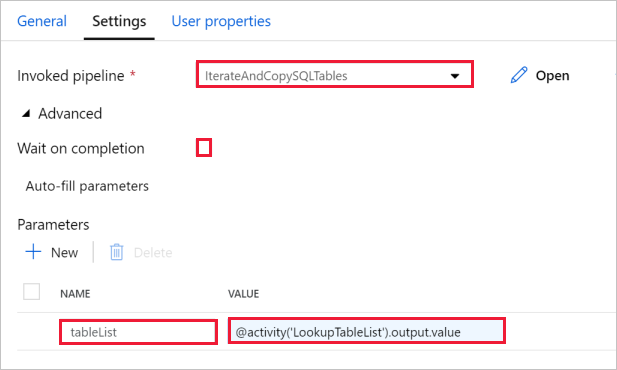 General Settings User properties
Invoked pipeline * IterateAndCopySQLTables Open
Advanced
Wait on completion
Auto-fill parameters
Parameters
New Delete
NAME VALUE
tableList @activity('LookupTableList').output.value